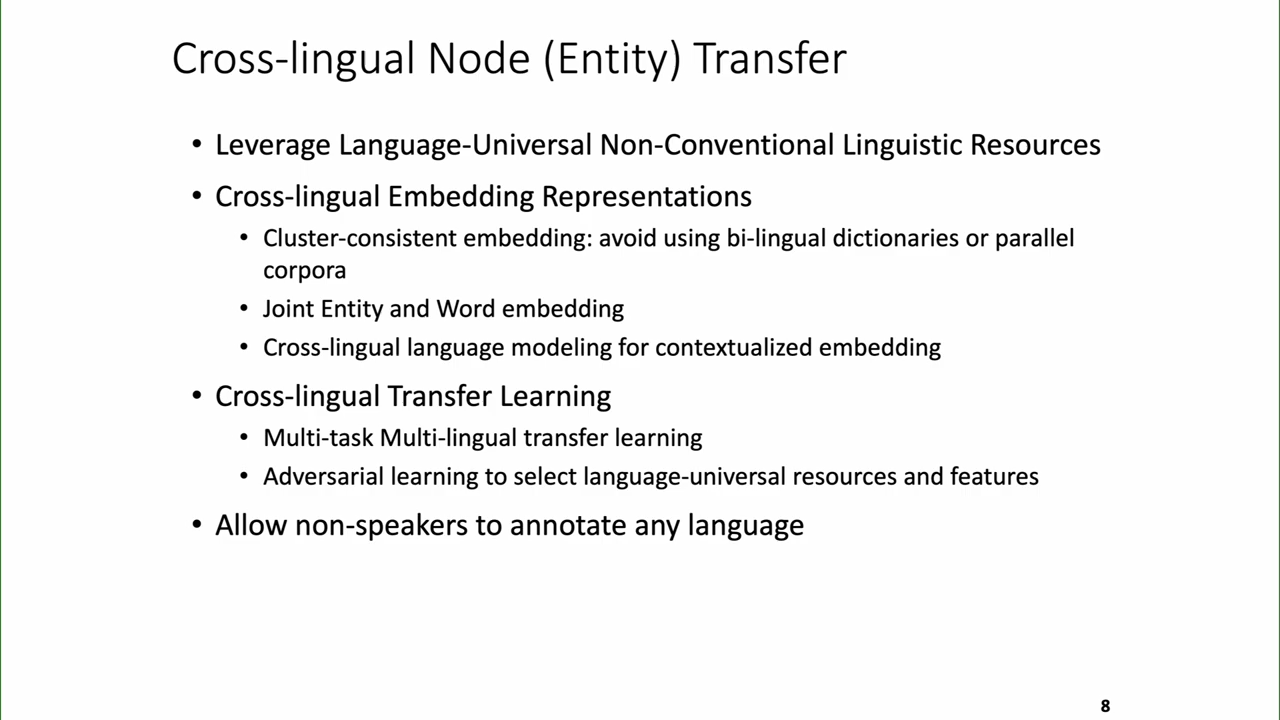 Cross-lingual Node (Entity) Transfer
• Leverage Language-Universal Non-Conventional Linguistic Resources
• Cross-lingual Embedding Representations
• Cluster-consistent embedding: avoid using bi-lingual dictionaries or parallel
corpora
• Joint Entity and Word embedding
• Cross-lingual language modeling for contextualized embedding
• Cross-lingual Transfer Learning
• Multi-task Multi-lingual transfer learning
• Adversarial learning to select language-universal resources and features
• Allow non-speakers to annotate any language
8